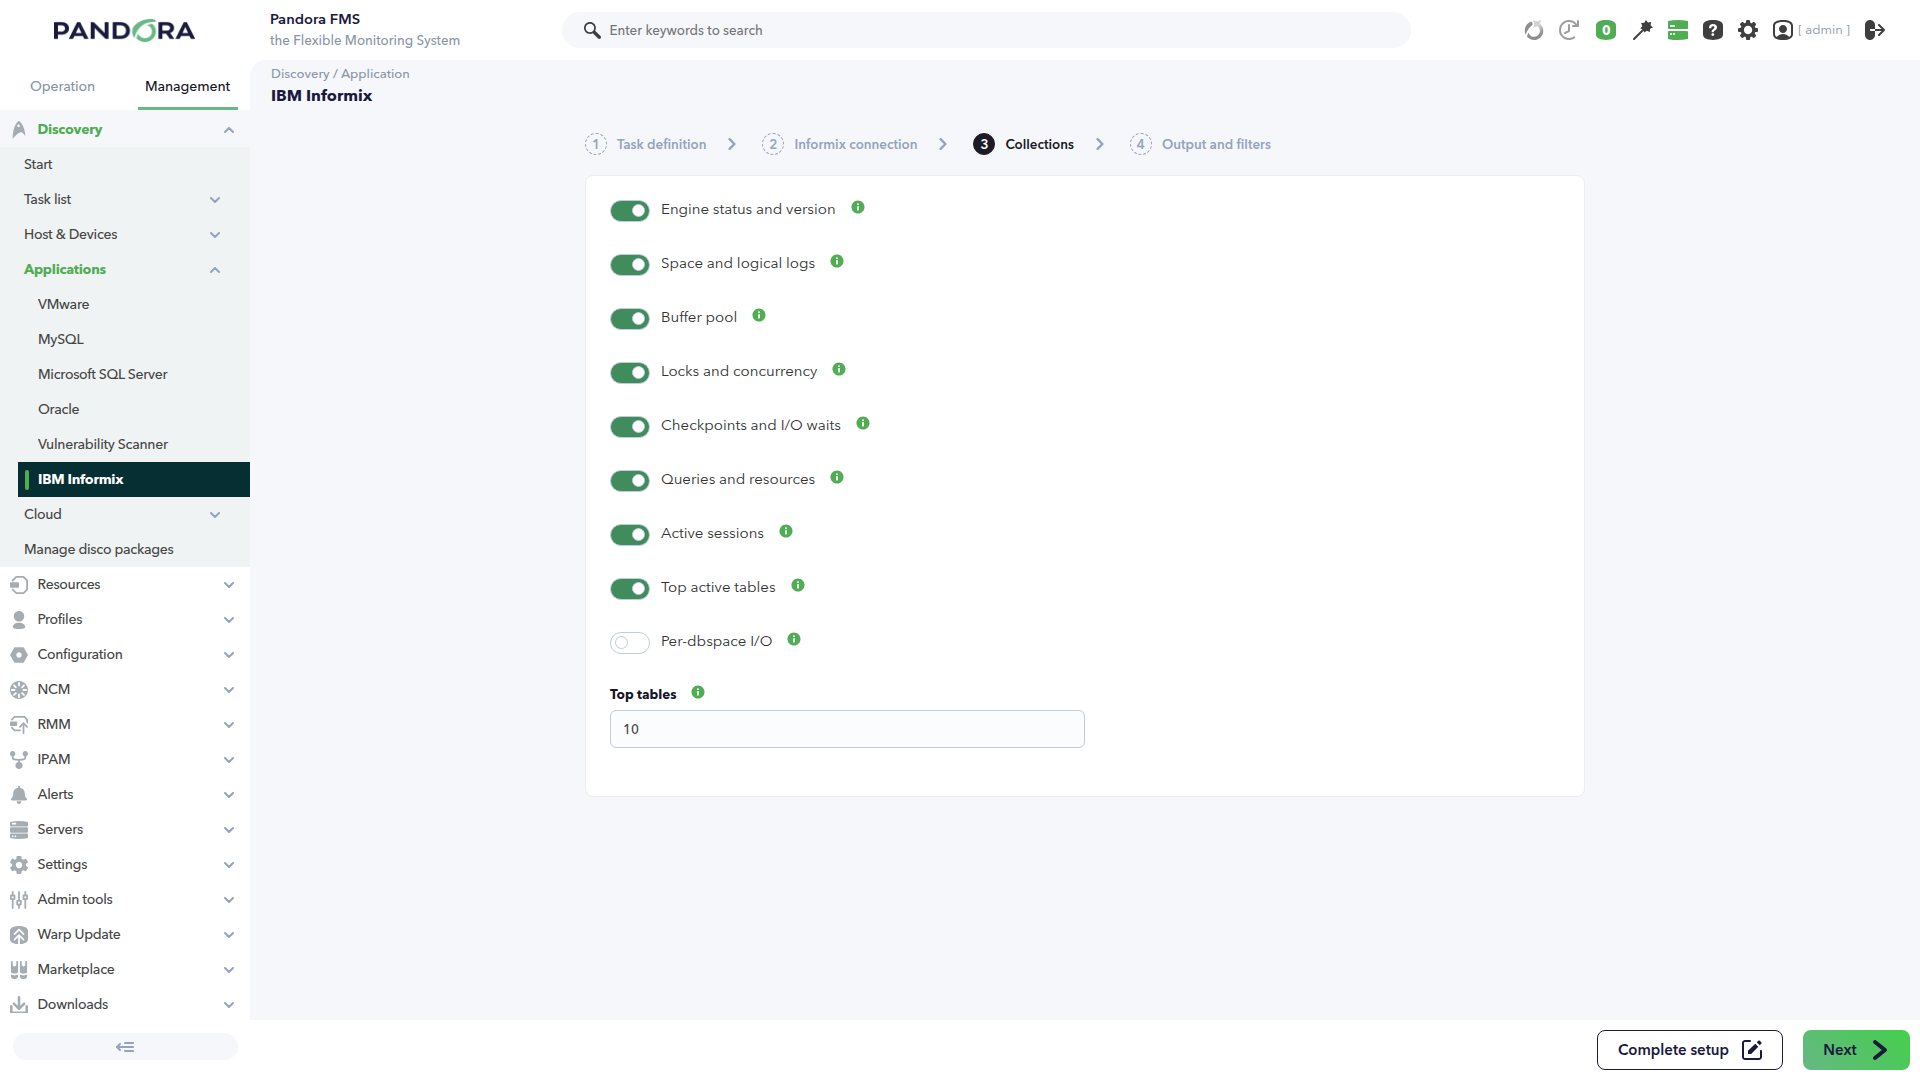 PANDORA
Pandora FMS
the Flexible Monitoring System
Enter keywords to search
0
?
[ admin ]
Operation
Management
Discovery
Start
Task list
Host & Devices
Applications
VMware
MySQL
Microsoft SQL Server
Oracle
Vulnerability Scanner
IBM Informix
Cloud
Manage disco packages
Resources
Profiles
Configuration
NCM
RMM
IPAM
Alerts
Servers
Settings
Admin tools
Warp Update
Marketplace
Downloads
Discovery / Application
IBM Informix
1 Task definition
2 Informix connection
3 Collections
4 Output and filters
Engine status and version
Space and logical logs
Buffer pool
Locks and concurrency
Checkpoints and I/O waits
Queries and resources
Active sessions
Top active tables
Per-dbspace I/O
Top tables
10
Complete setup
Next